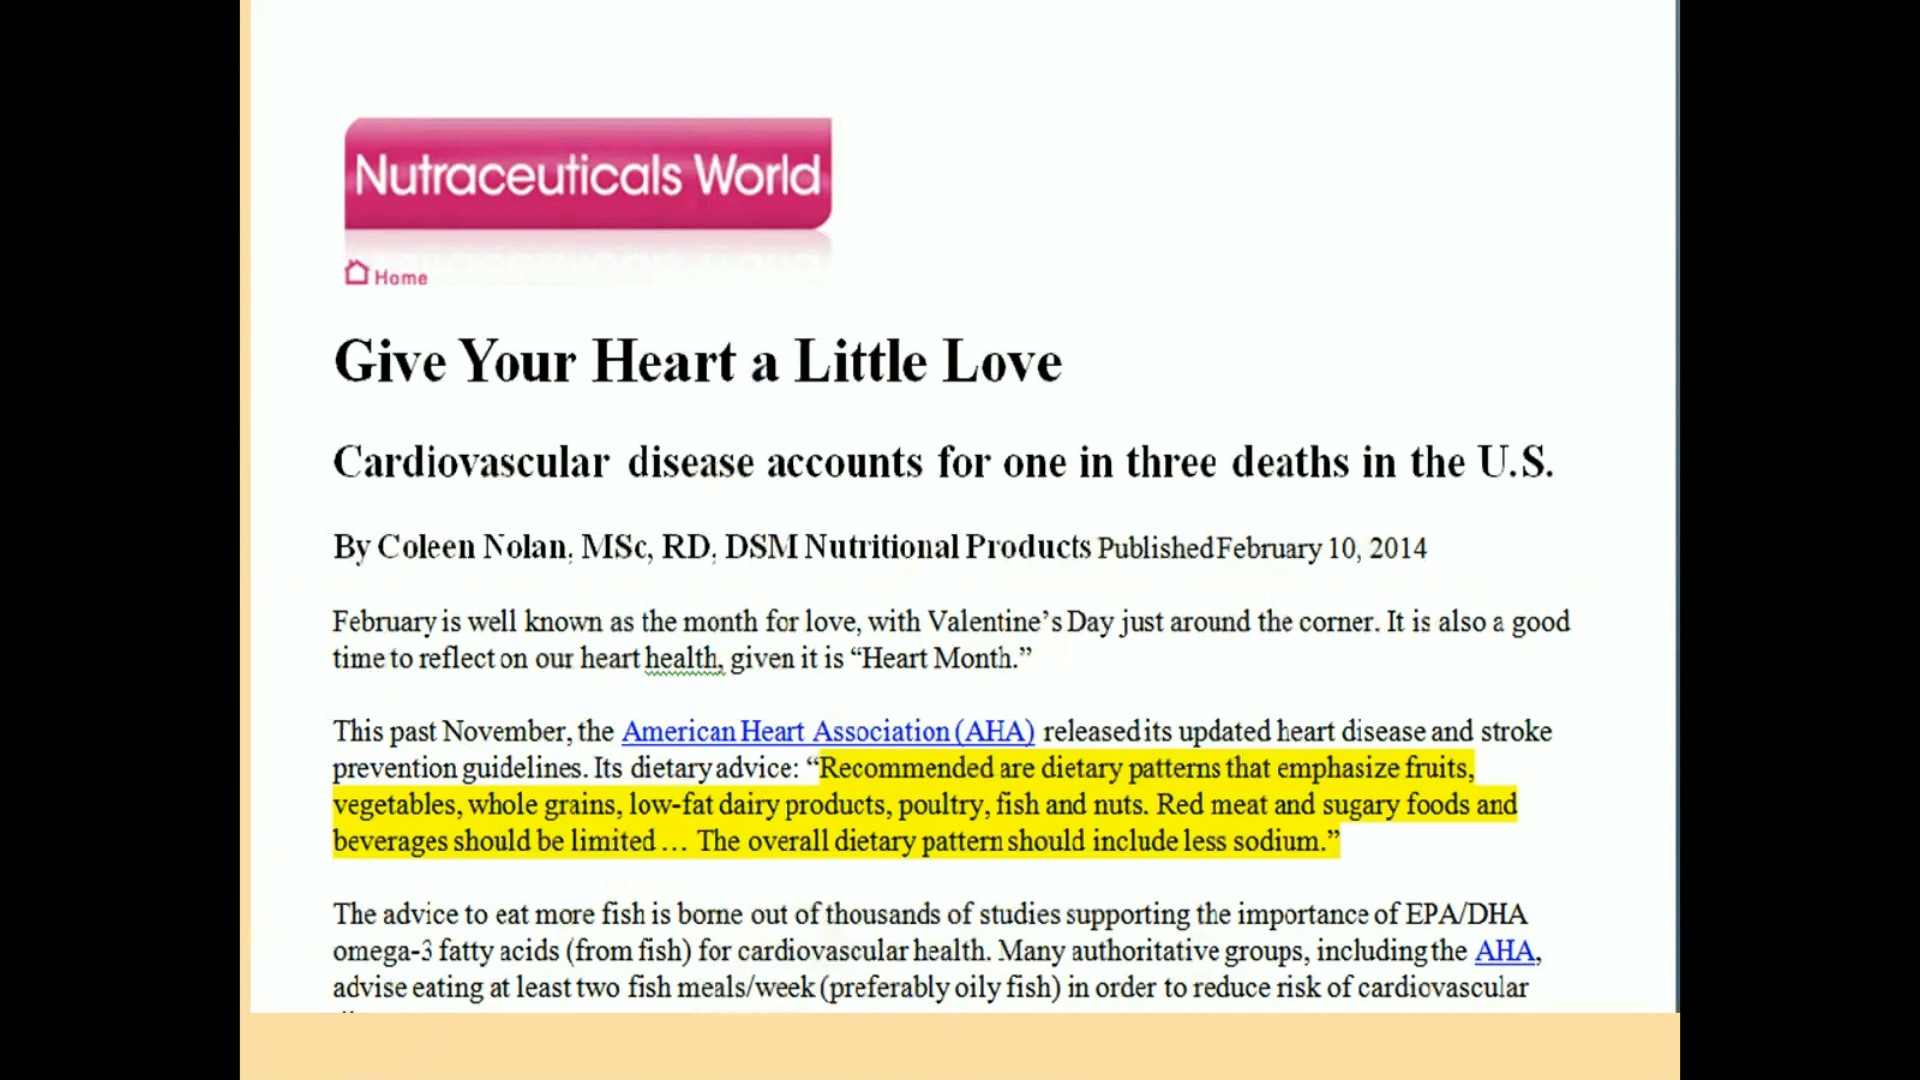 Nutraceuticals World
Home
Give Your Heart a Little Love
Cardiovascular disease accounts for one in three deaths in the U.S.
By Coleen Nolan, MSc, RD, DSM Nutritional Products Published February 10, 2014
February is well known as the month for love, with Valentine’s Day just around the corner. It is also a good
time to reflect on our heart health, given it is “Heart Month.”
This past November, the American Heart Association (AHA) released its updated heart disease and stroke
prevention guidelines. Its dietary advice: “Recommended are dietary patterns that emphasize fruits,
vegetables, whole grains, low-fat dairy products, poultry, fish and nuts. Red meat and sugary foods and
beverages should be limited … The overall dietary pattern should include less sodium.”
The advice to eat more fish is borne out of thousands of studies supporting the importance of EPA/DHA
omega-3 fatty acids (from fish) for cardiovascular health. Many authoritative groups, including the AHA,
advise eating at least two fish meals/week (preferably oily fish) in order to reduce risk of cardiovascular